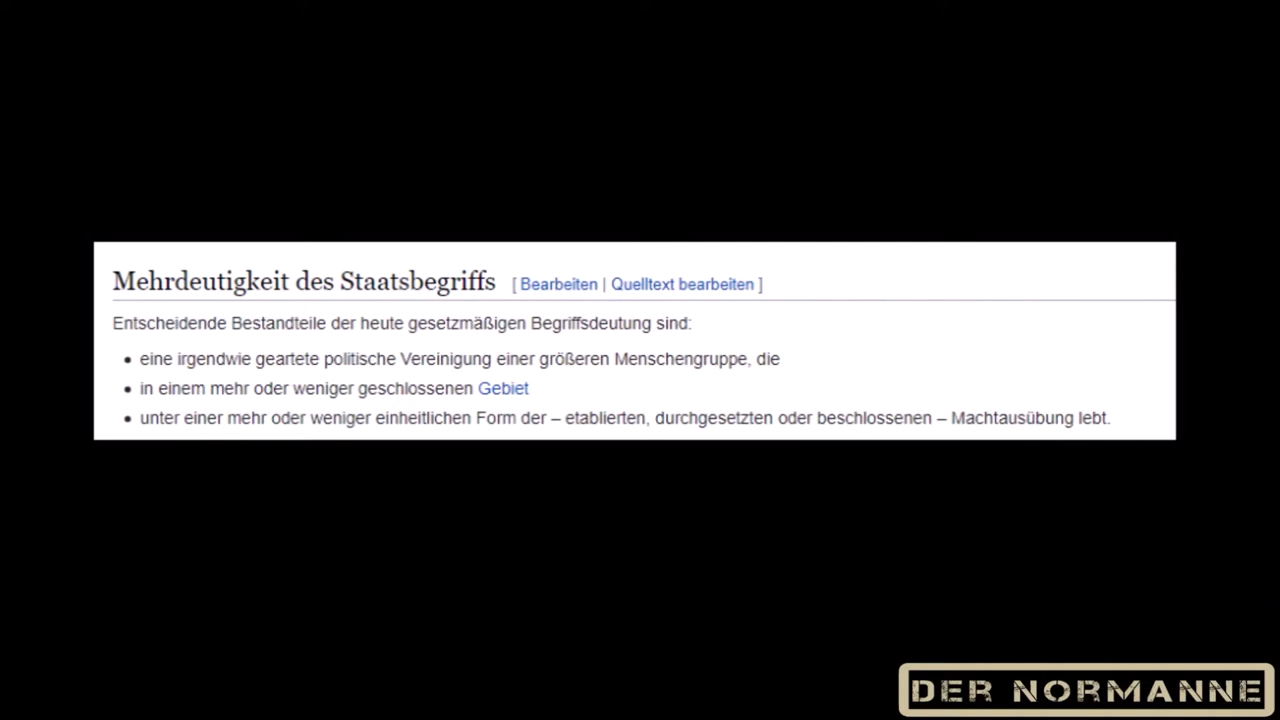 Mehrdeutigkeit des Staatsbegriffs [ Bearbeiten | Quelltext bearbeiten ]
Entscheidende Bestandteile der heute gesetzmäßigen Begriffsdeutung sind:
• eine irgendwie geartete politische Vereinigung einer größeren Menschengruppe, die
• in einem mehr oder weniger geschlossenen Gebiet
• unter einer mehr oder weniger einheitlichen Form der – etablierten, durchgesetzten oder beschlossenen – Machtausübung lebt.
DER NORMANNE